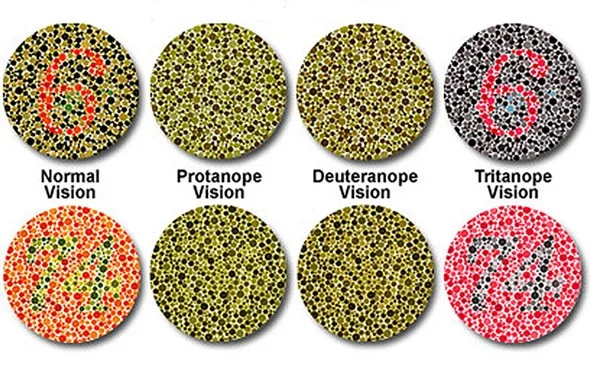 6 6
Normal Vision
Protanope Vision
Deuteranope Vision
Tritanope Vision
74 74